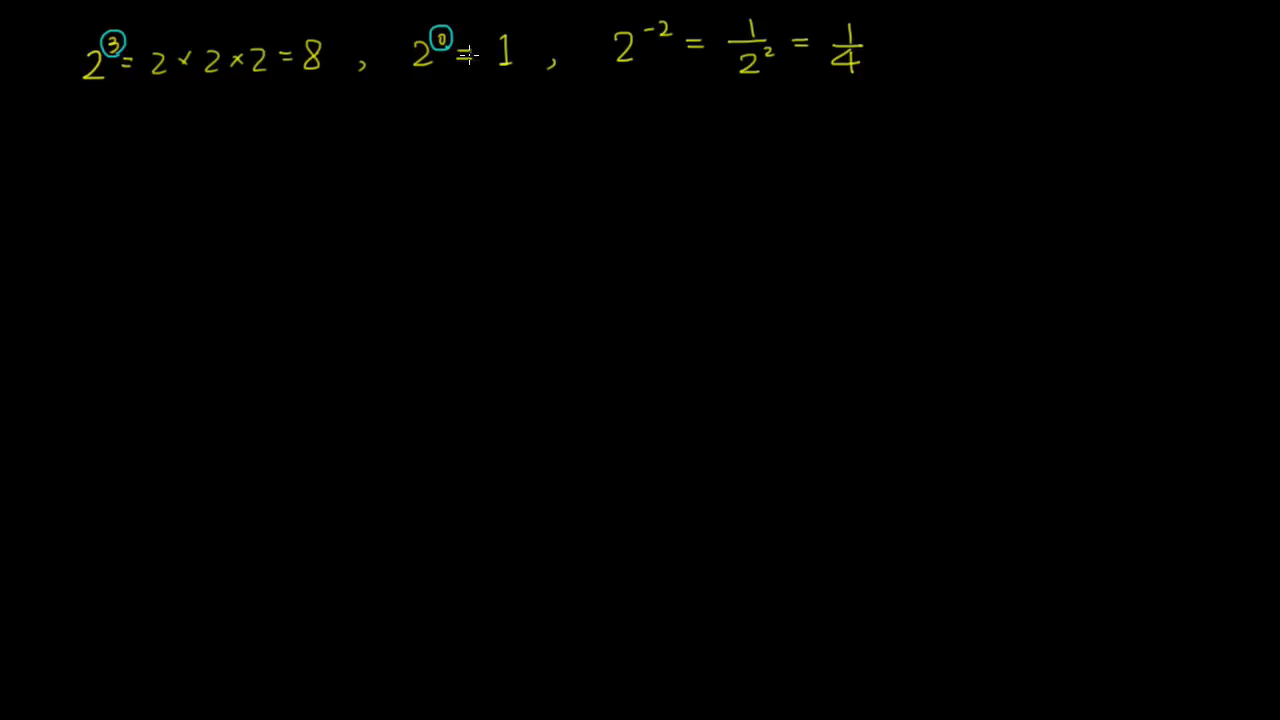 2³ = 2 × 2 × 2 = 8 , 2⁰ = 1 , 2⁻² = 1/2² = 1/4